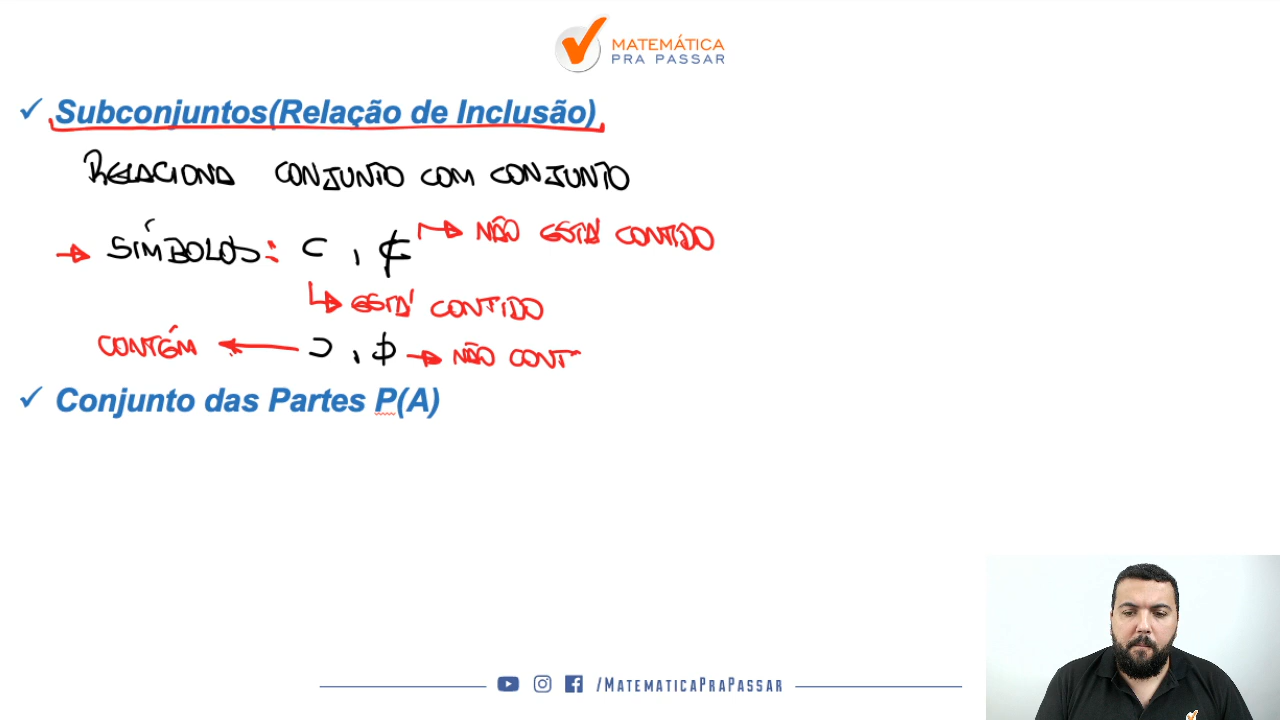 MATEMÁTICA
PRA PASSAR
✓ Subconjuntos(Relação de Inclusão)
RELACIONA CONJUNTO COM CONJUNTO
→ NÃO ESTÁ CONTIDO
→ SÍMBOLOS: ⊂ , ⊄
↳ ESTÁ CONTIDO
CONTÉM ← ⊃ , ⊅ → NÃO CONT
✓ Conjunto das Partes P(A)
/MATEMATICAPRAPASSAR